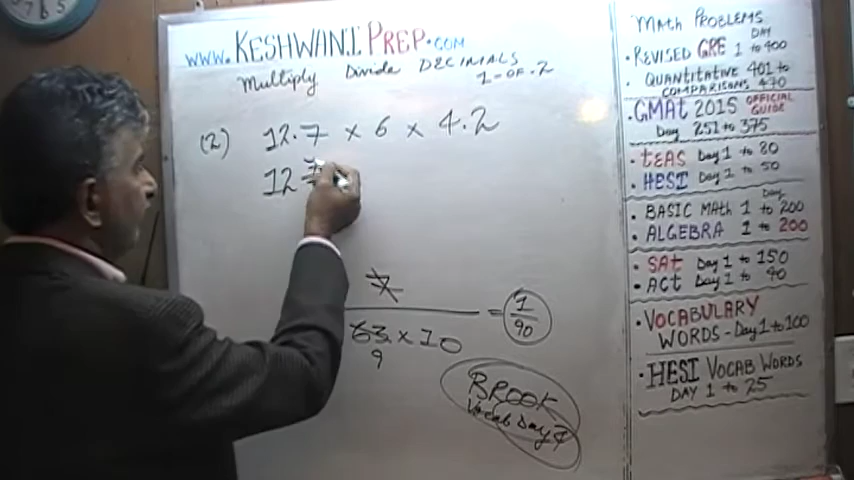 www.KESHWANI PREP.COM
Multiply Divide DECIMALS
1-OF.2
(2) 12.7 x 6 x 4.2
12 7
7
63 x 10
9
= 1/90
BROOK
Vocab Day 7
MATH PROBLEMS
DAY
• REVISED GRE 1 to 400
• QUANTITATIVE 401 to
COMPARISONS 470
• GMAT 2015 OFFICIAL GUIDE
Day 251 to 375
• TEAS Day 1 to 80
• HESI Day 1 to 50
Day
• BASIC MATH 1 to 200
• ALGEBRA 1 to 200
• SAT Day 1 to 150
• ACT Day 1 to 90
• VOCABULARY
WORDS - Day 1 to 100
• HESI VOCAB WORDS
DAY 1 to 25